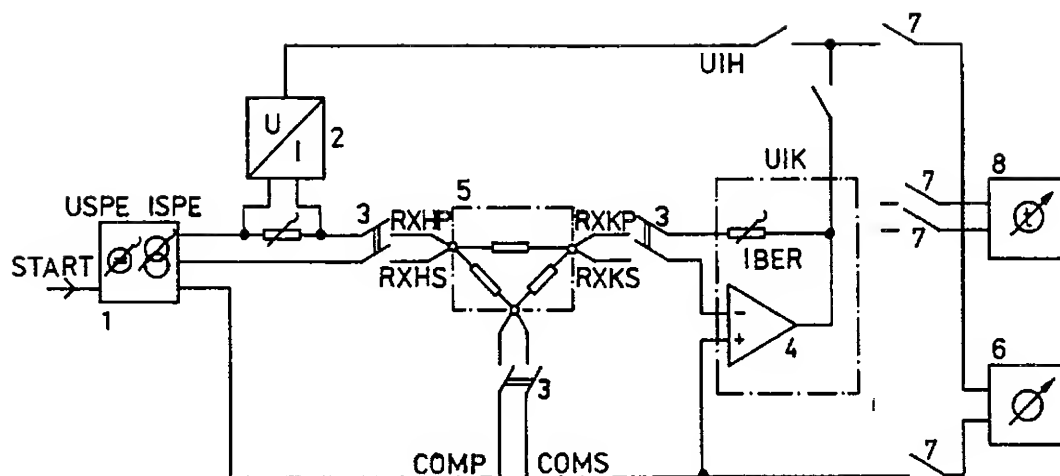 7
UIH
U
I
2
UIK
8
USPE ISPE
3
RXHP
5
RXKP
3
7
t
START
RXHS
RXKS
IBER
7
1
-
+
4
6
3
7
COMP
COMS